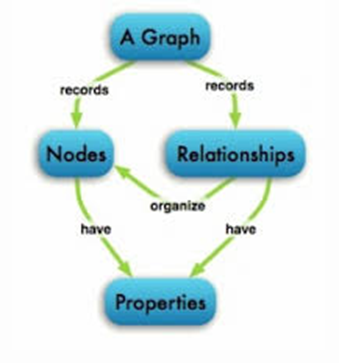 A Graph
records
records
Nodes
Relationships
organize
have
have
Properties